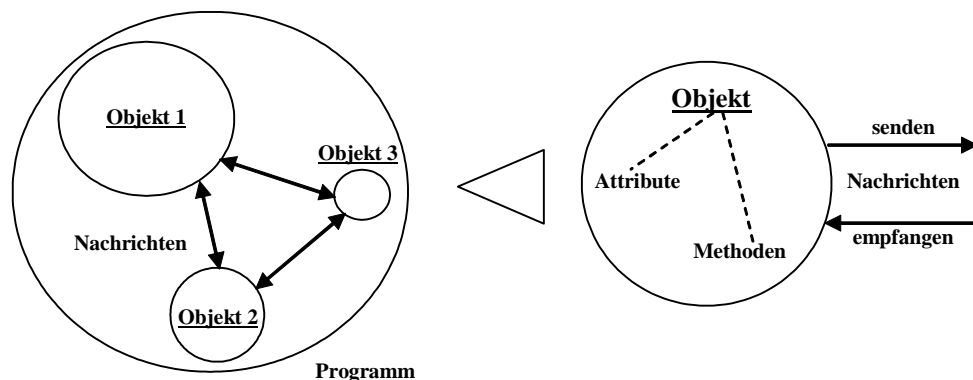 Objekt 1
Objekt 3
Nachrichten
Objekt 2
Programm
Objekt
Attribute
Methoden
senden
Nachrichten
empfangen